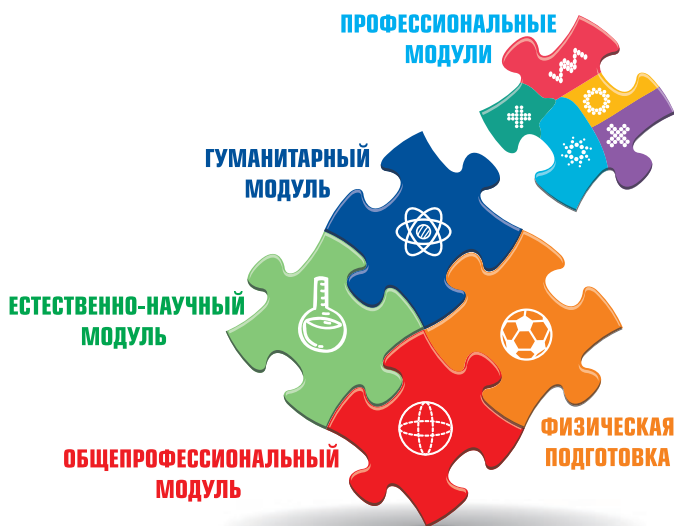 ПРОФЕССИОНАЛЬНЫЕ
МОДУЛИ
ГУМАНИТАРНЫЙ
МОДУЛЬ
ЕСТЕСТВЕННО-НАУЧНЫЙ
МОДУЛЬ
ФИЗИЧЕСКАЯ
ПОДГОТОВКА
ОБЩЕПРОФЕССИОНАЛЬНЫЙ
МОДУЛЬ